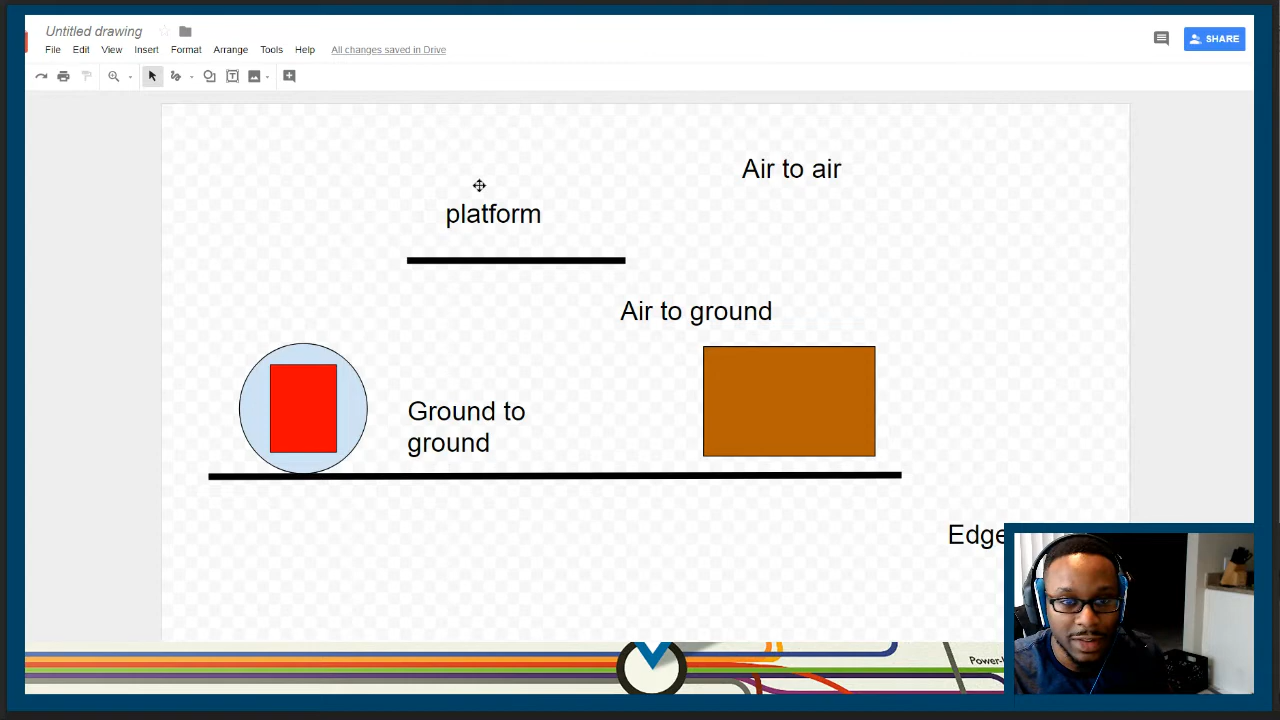 Untitled drawing
File Edit View Insert Format Arrange Tools Help All changes saved in Drive
SHARE
Air to air
platform
Air to ground
Ground to
ground
Edge
Power-